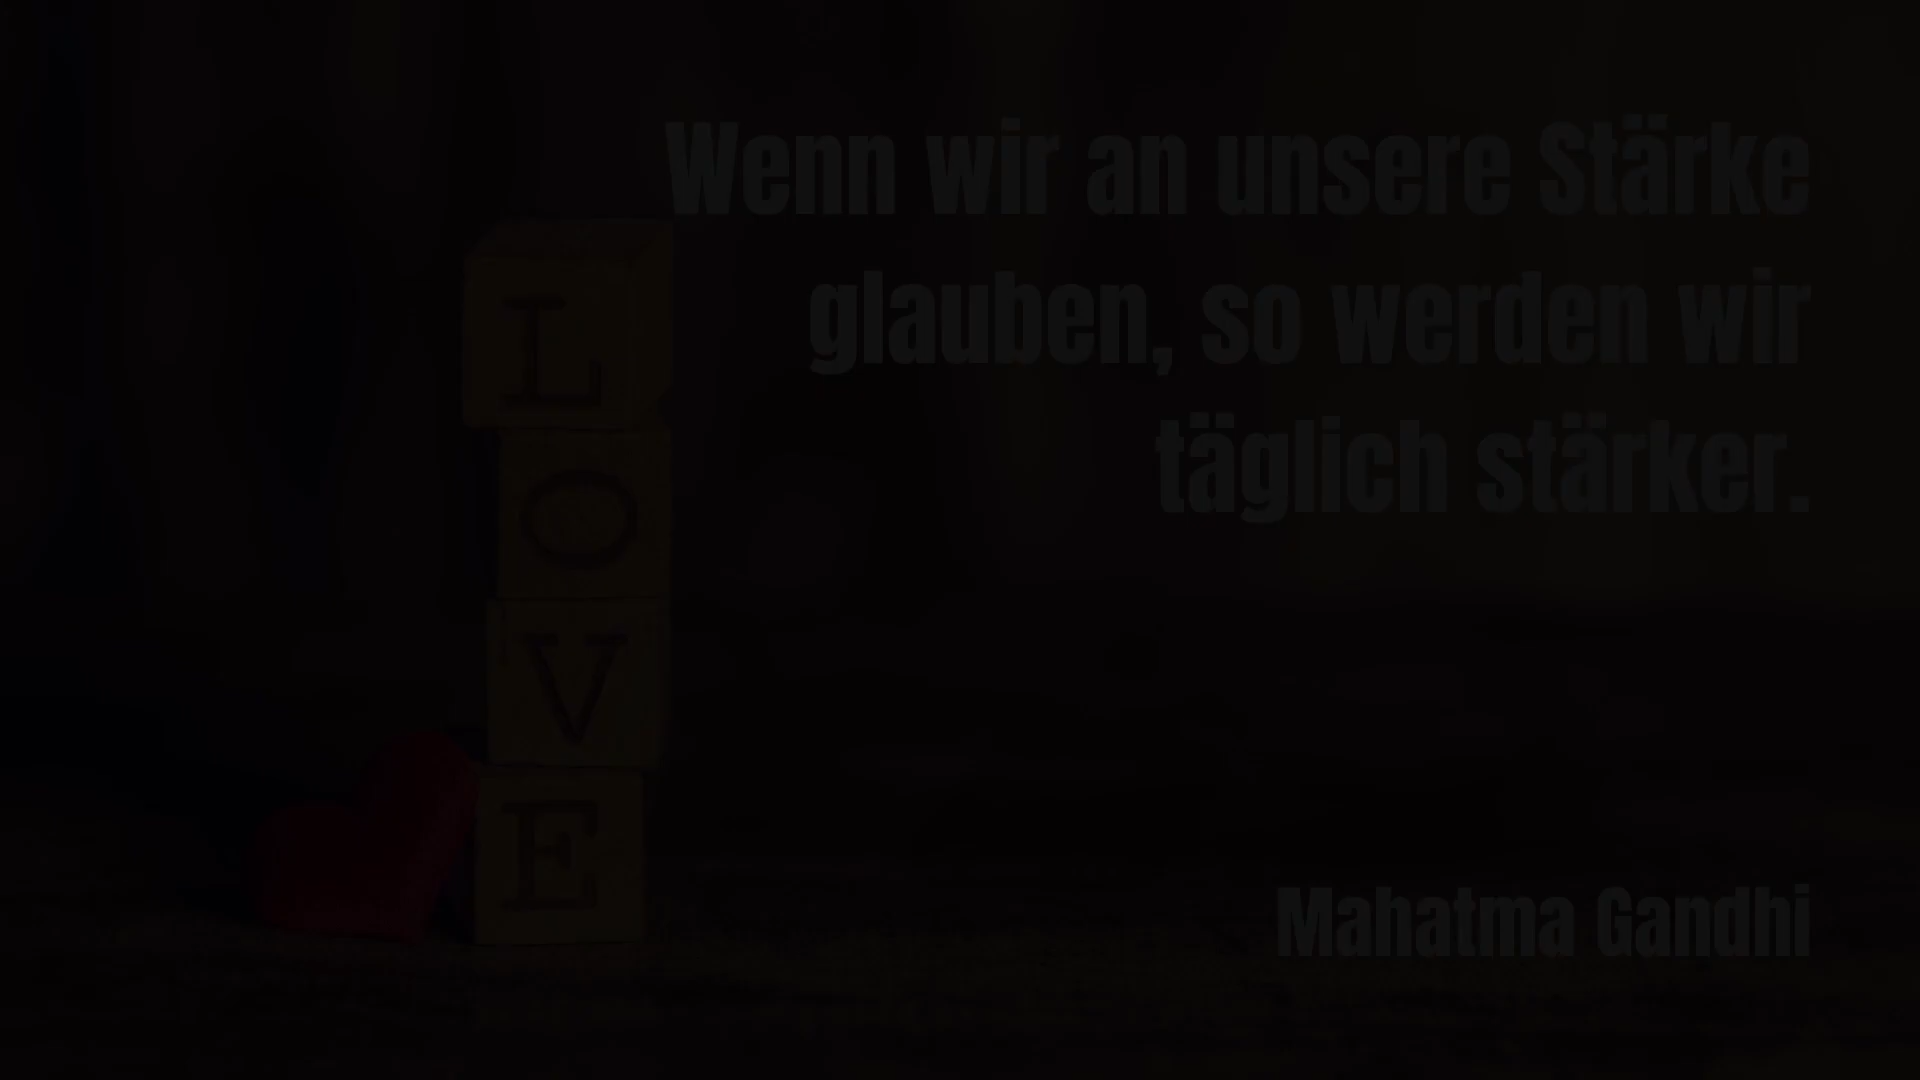 Wenn wir an unsere Stärke
glauben, so werden wir
täglich stärker.
L
O
V
E
Mahatma Gandhi